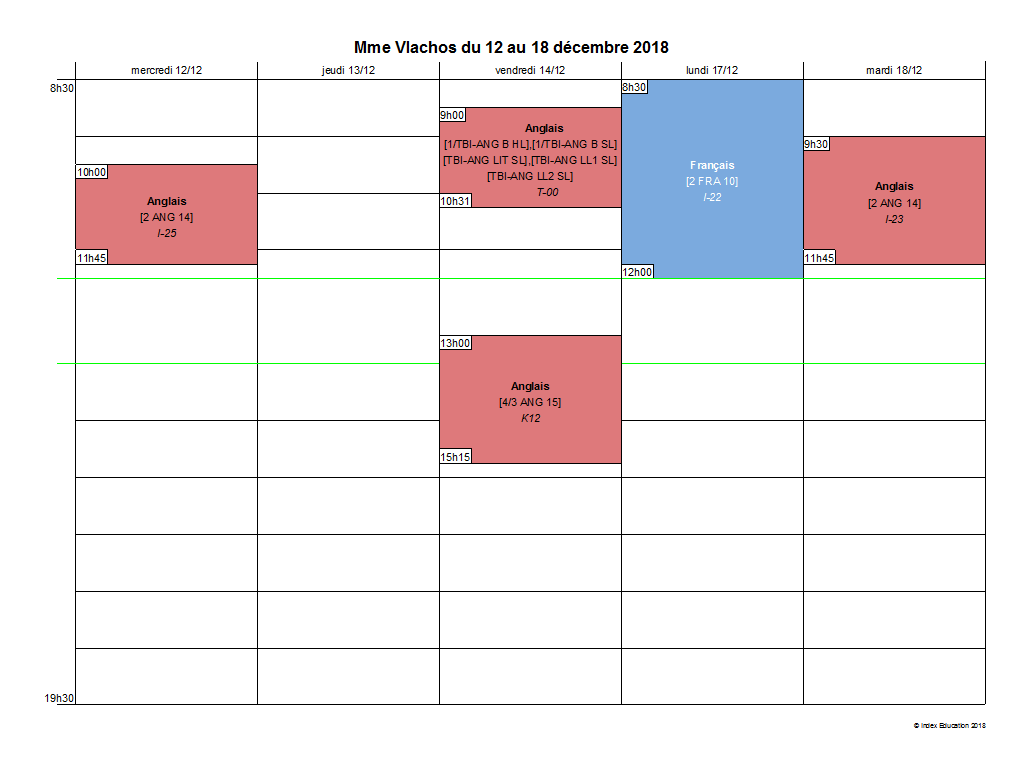 Mme Vlachos du 12 au 18 décembre 2018
mercredi 12/12
jeudi 13/12
vendredi 14/12
lundi 17/12
mardi 18/12
8h30
10h00
Anglais
[2 ANG 14]
I-25
11h45
9h00
Anglais
[1/TBI-ANG B HL],[1/TBI-ANG B SL]
[TBI-ANG LIT SL],[TBI-ANG LL1 SL]
[TBI-ANG LL2 SL]
T-00
10h31
13h00
Anglais
[4/3 ANG 15]
K12
15h15
8h30
Français
[2 FRA 10]
I-22
12h00
9h30
Anglais
[2 ANG 14]
I-23
11h45
19h30
© Index Education 2018